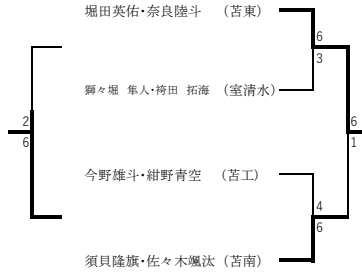 堀田英佑・奈良陸斗 （苫東）
6
3
獅々堀 隼人・袴田 拓海 （室清水）
2
6
6
1
今野雄斗・紺野青空 （苫工）
4
6
須貝隆旗・佐々木颯汰（苫南）